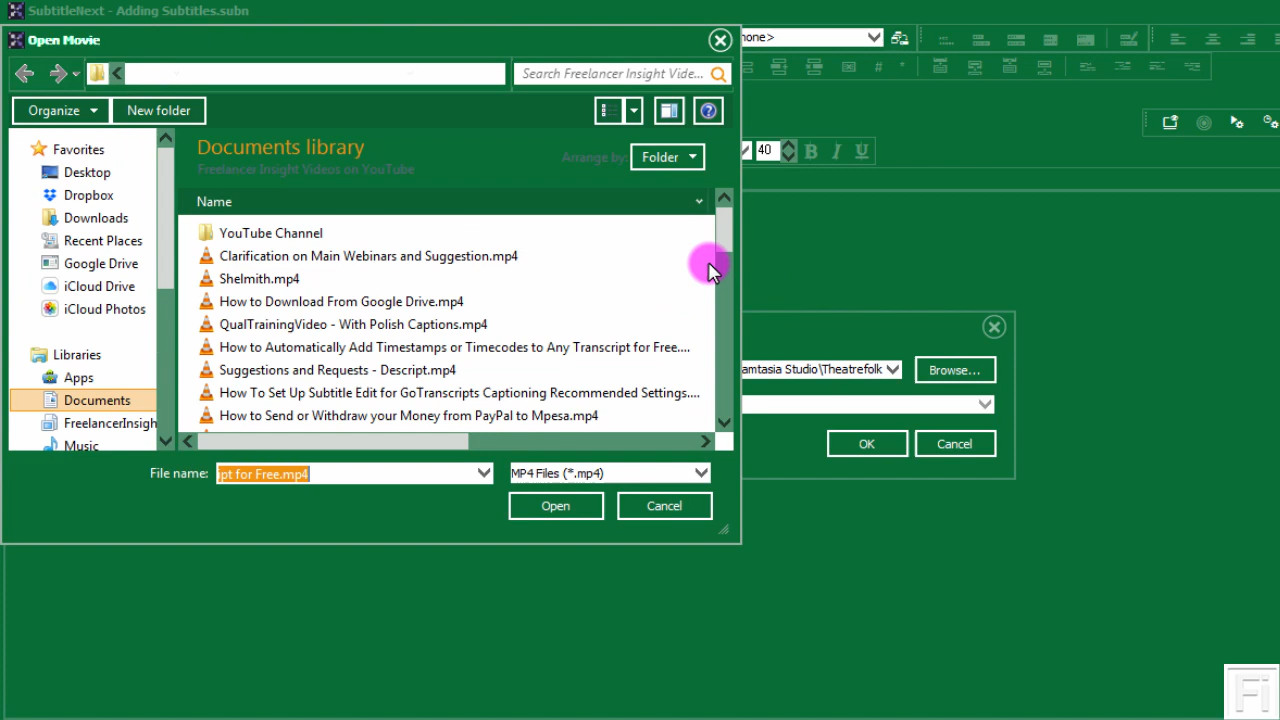 SubtitleNext - Adding Subtitles.subn
Open Movie
Search Freelancer Insight Vide...
Organize
New folder
Favorites
Desktop
Dropbox
Downloads
Recent Places
Google Drive
iCloud Drive
iCloud Photos
Libraries
Apps
Documents
FreelancerInsigh
Music
Documents library
Freelancer Insight Videos on YouTube
Arrange by:
Folder
Name
YouTube Channel
Clarification on Main Webinars and Suggestion.mp4
Shelmith.mp4
How to Download From Google Drive.mp4
QualTrainingVideo - With Polish Captions.mp4
How to Automatically Add Timestamps or Timecodes to Any Transcript for Free....
Suggestions and Requests - Descript.mp4
How To Set Up Subtitle Edit for GoTranscripts Captioning Recommended Settings....
How to Send or Withdraw your Money from PayPal to Mpesa.mp4
File name:
ipt for Free.mp4
MP4 Files (*.mp4)
Open
Cancel
none>
40
B
I
U
amtasia Studio\Theatrefolk
Browse...
OK
Cancel
Fi